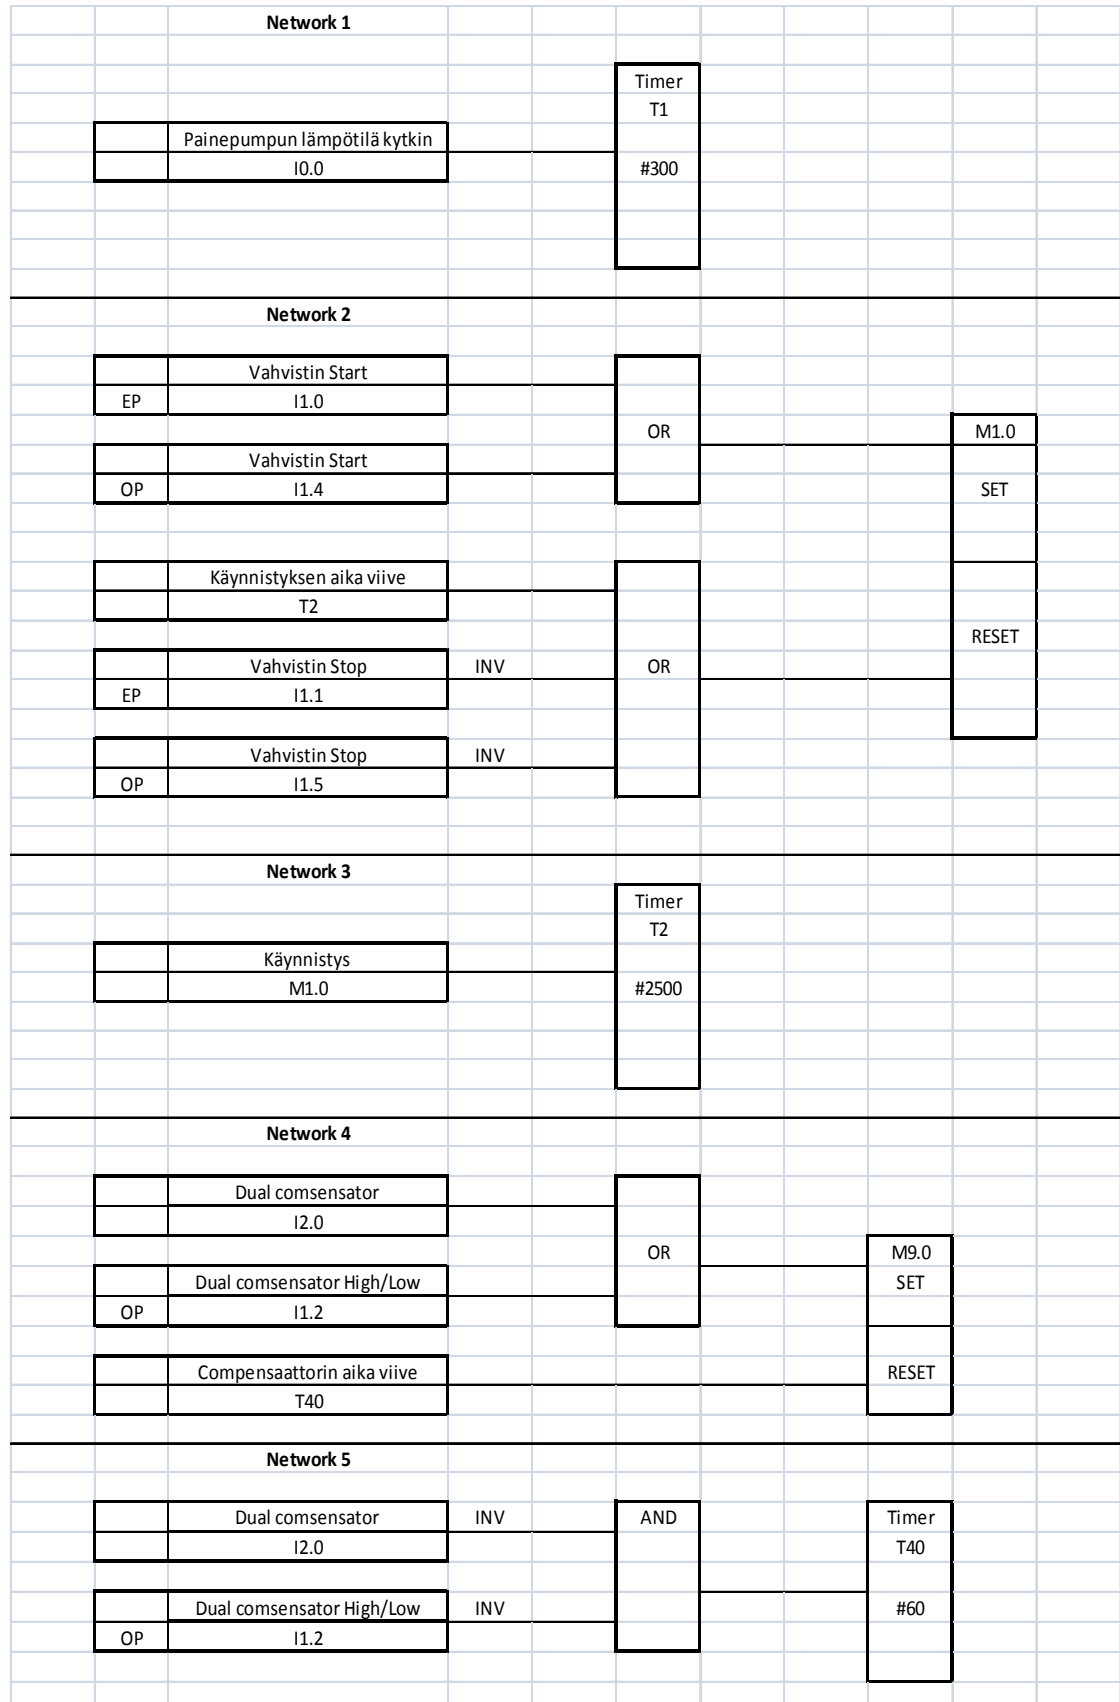 Network 1
Timer
T1
Painepumpun lämpötilä kytkin
I0.0 #300
Network 2
Vahvistin Start
EP I1.0
OR M1.0
Vahvistin Start
OP I1.4 SET
Käynnistyksen aika viive
T2
RESET
Vahvistin Stop INV OR
EP I1.1
Vahvistin Stop INV
OP I1.5
Network 3
Timer
T2
Käynnistys
M1.0 #2500
Network 4
Dual comsensator
I2.0
OR M9.0
Dual comsensator High/Low SET
OP I1.2
Compensaattorin aika viive RESET
T40
Network 5
Dual comsensator INV AND Timer
I2.0 T40
Dual comsensator High/Low INV #60
OP I1.2